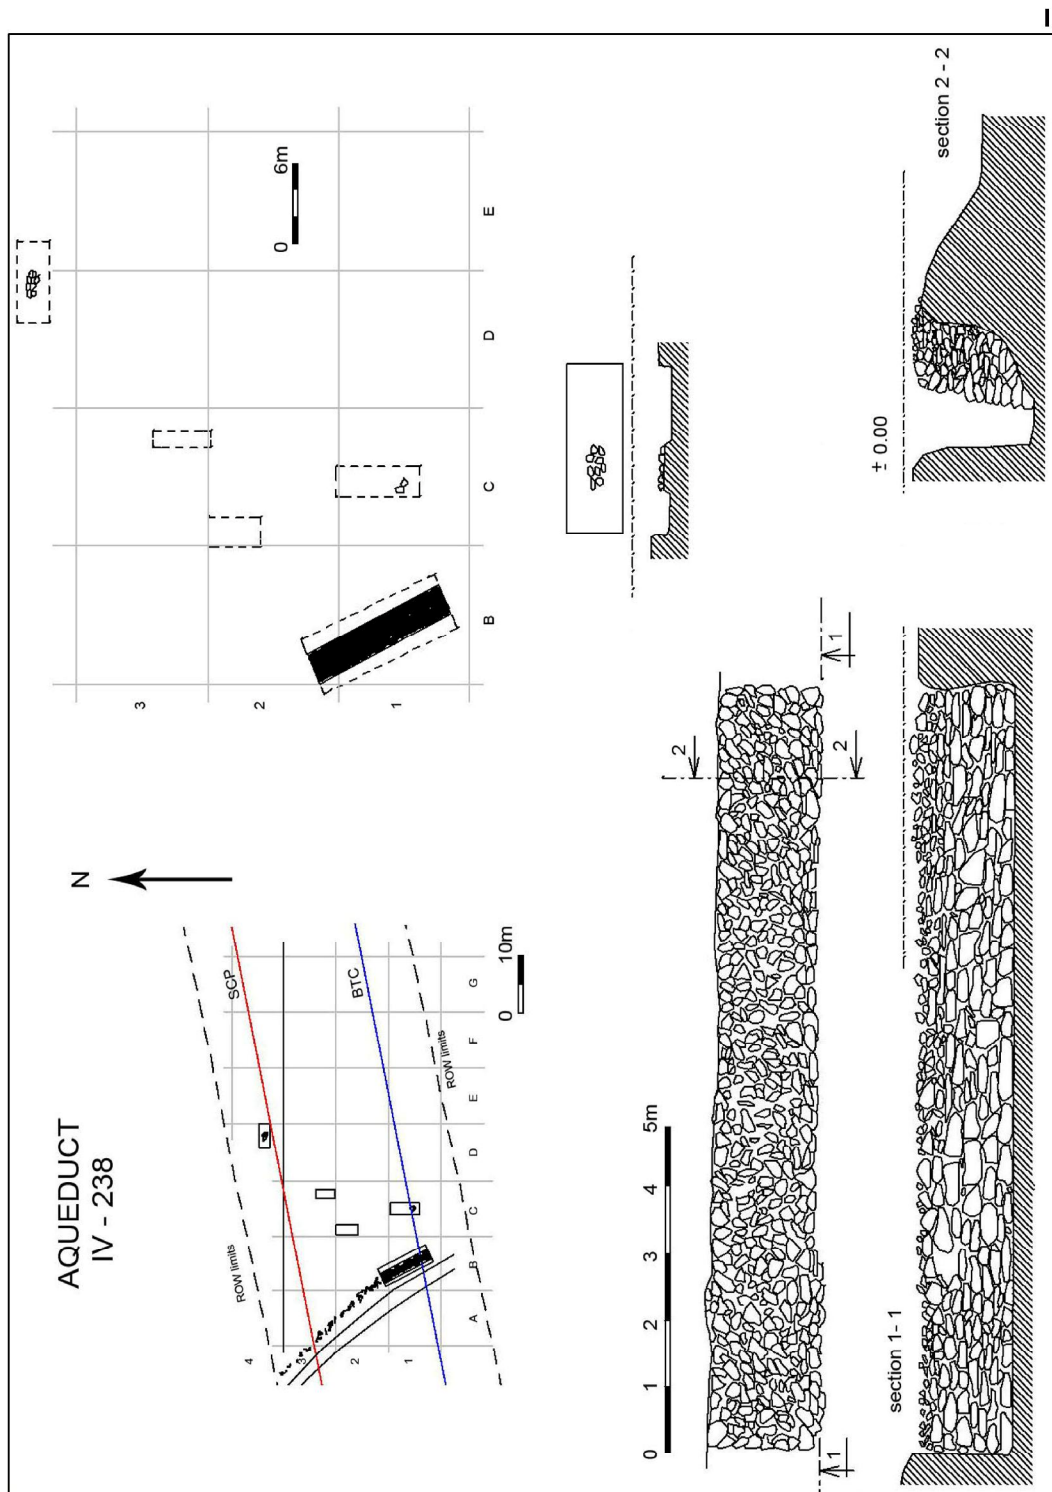 AQUEDUCT
IV - 238
N
ROW limits
SCP
BTC
ROW limits
4
3
2
1
A
B
C
D
E
F
G
0
10m
3
2
1
B
C
D
E
0
6m
0
1
2
3
4
5m
1
1
2
2
section 1- 1
± 0.00
section 2 - 2